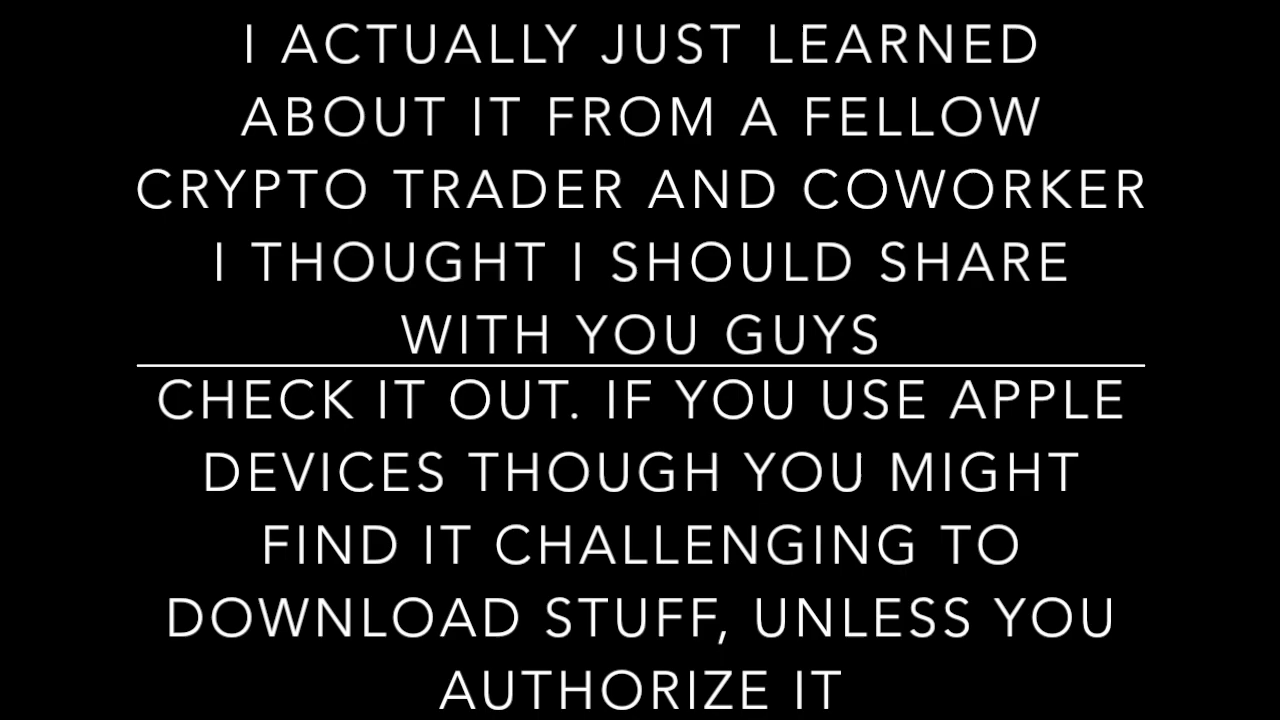 I ACTUALLY JUST LEARNED
ABOUT IT FROM A FELLOW
CRYPTO TRADER AND COWORKER
I THOUGHT I SHOULD SHARE
WITH YOU GUYS
CHECK IT OUT. IF YOU USE APPLE
DEVICES THOUGH YOU MIGHT
FIND IT CHALLENGING TO
DOWNLOAD STUFF, UNLESS YOU
AUTHORIZE IT